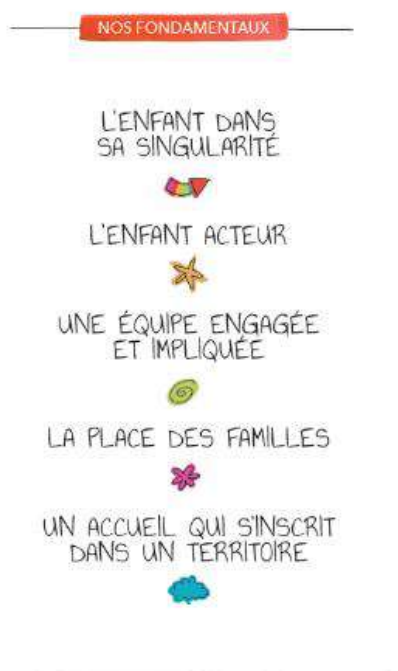 NOS FONDAMENTAUX
L'ENFANT DANS
SA SINGULARITÉ
L'ENFANT ACTEUR
UNE ÉQUIPE ENGAGÉE
ET IMPLIQUÉE
LA PLACE DES FAMILLES
UN ACCUEIL QUI S'INSCRIT
DANS UN TERRITOIRE